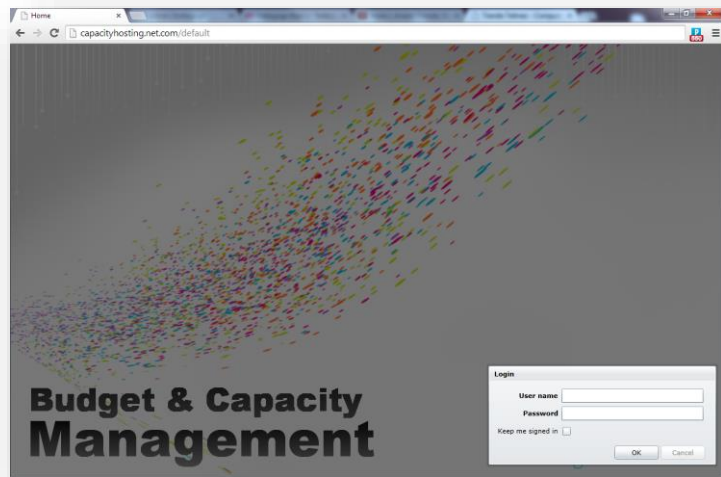 Home
capacityhosting.net.com/default
Budget & Capacity
Management
Login
User name
Password
Keep me signed in
OK
Cancel